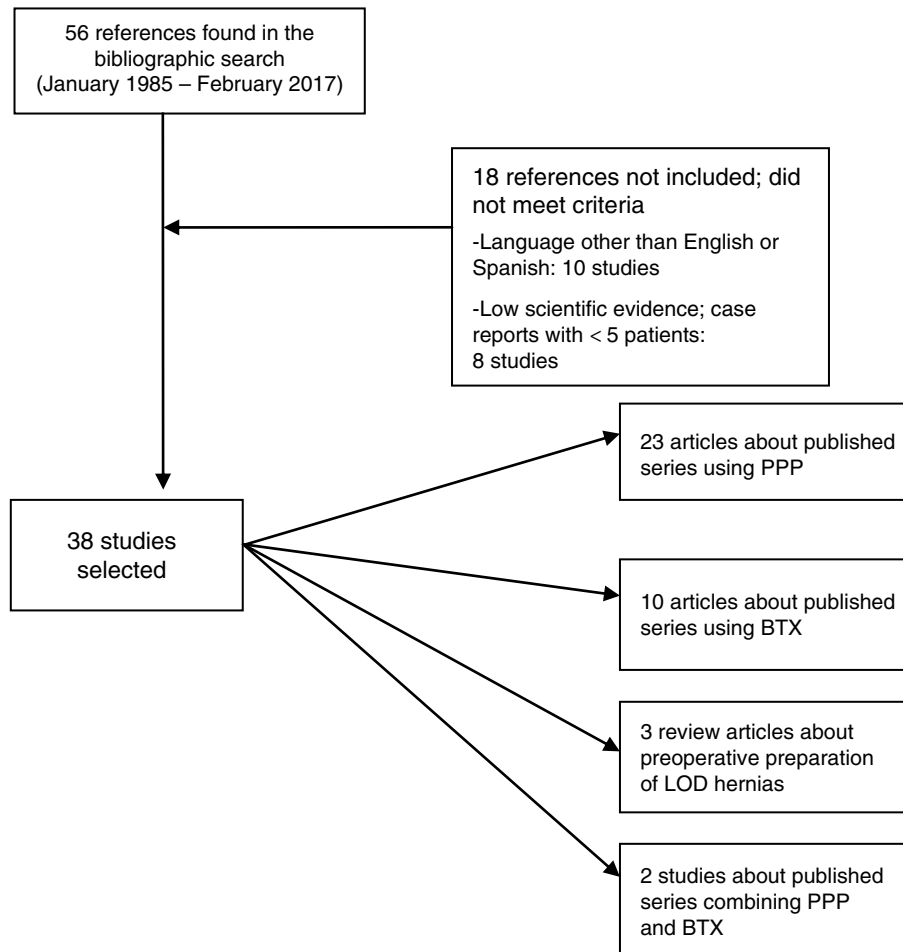 56 references found in the
bibliographic search
(January 1985 – February 2017)
18 references not included; did
not meet criteria
-Language other than English or
Spanish: 10 studies
-Low scientific evidence; case
reports with < 5 patients:
8 studies
38 studies
selected
23 articles about published
series using PPP
10 articles about published
series using BTX
3 review articles about
preoperative preparation
of LOD hernias
2 studies about published
series combining PPP
and BTX